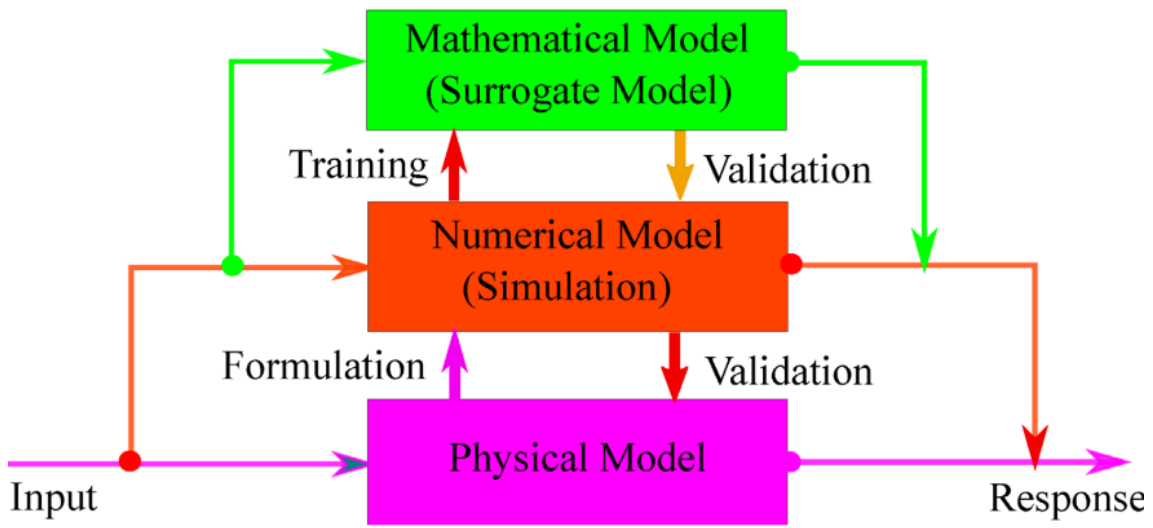 Mathematical Model
(Surrogate Model)
Training
Validation
Numerical Model
(Simulation)
Formulation
Validation
Physical Model
Input
Response